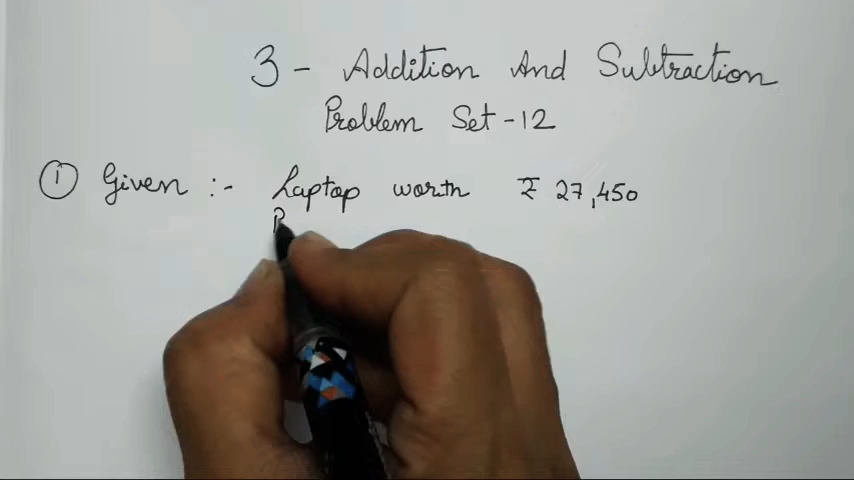 3 - Addition And Subtraction
Problem Set - 12
① Given :- Laptop worth ₹ 27,450